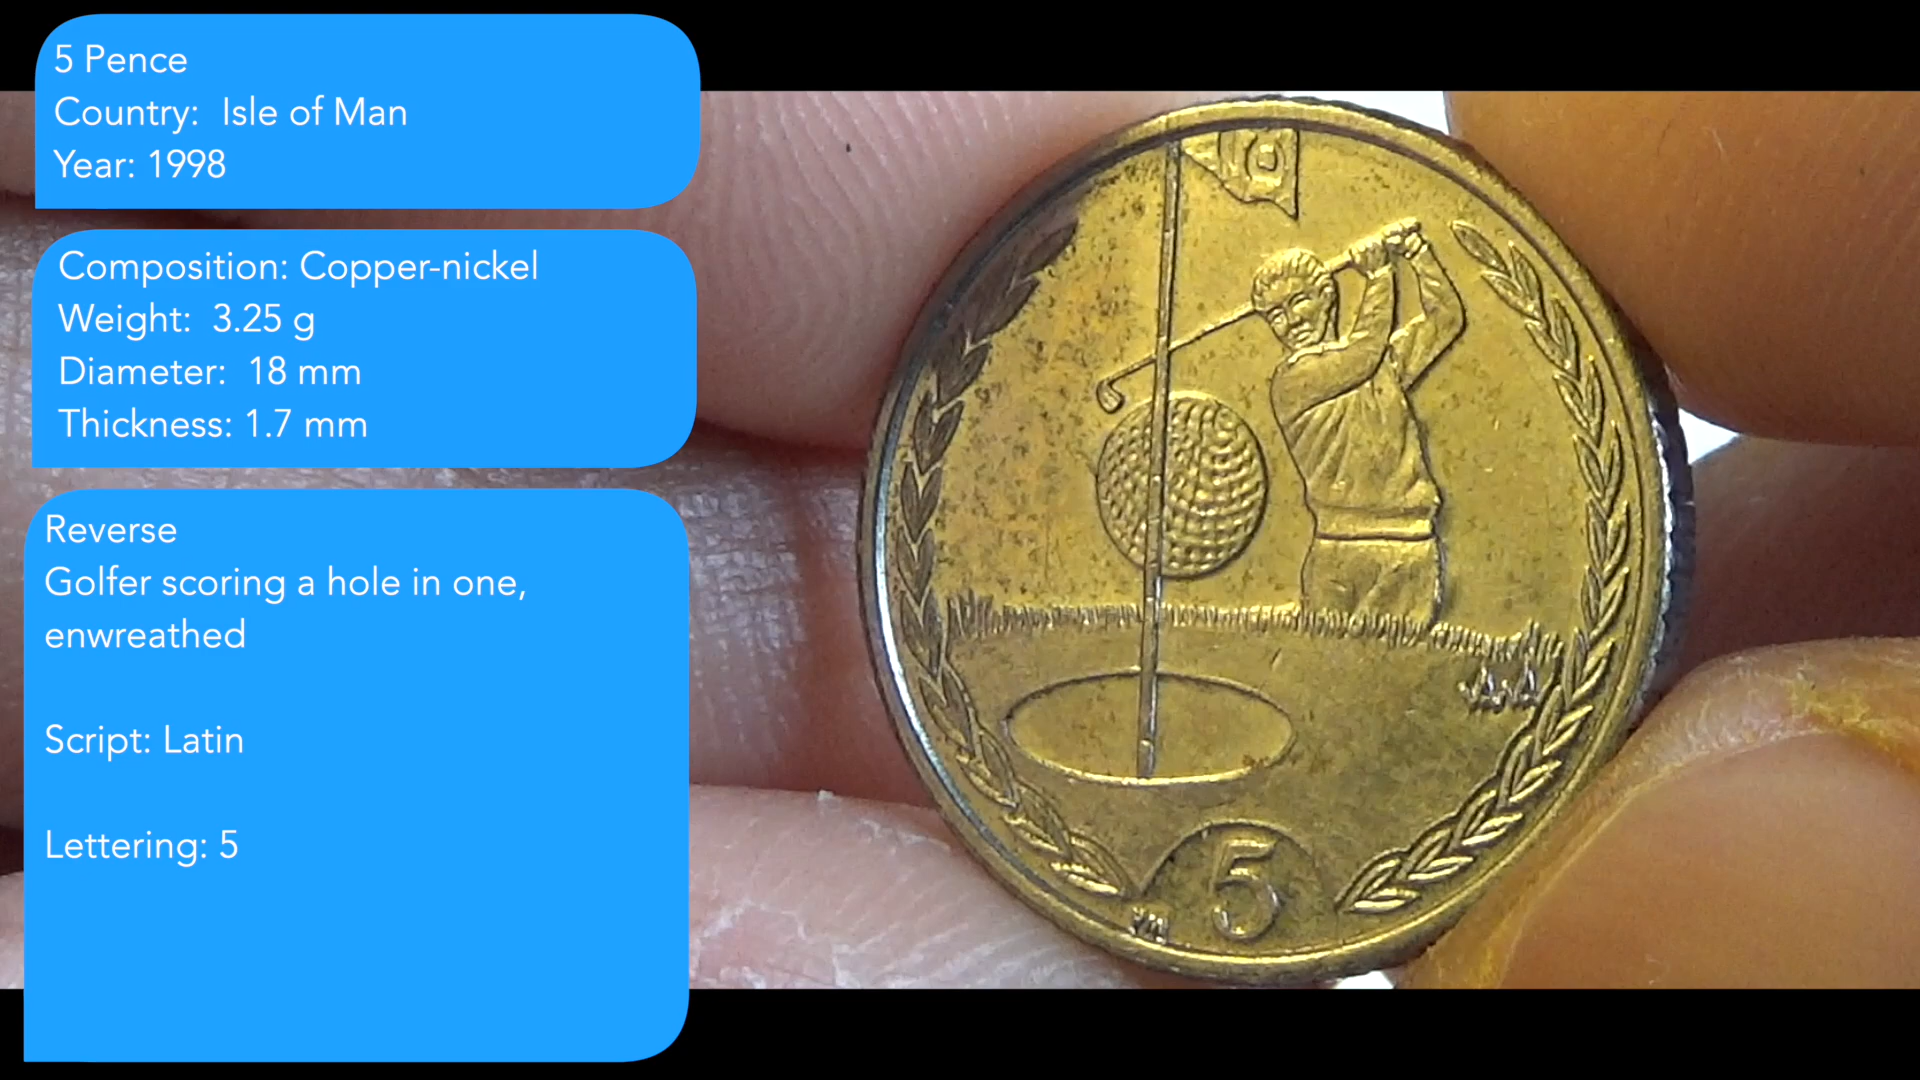 5 Pence
Country: Isle of Man
Year: 1998
Composition: Copper-nickel
Weight: 3.25 g
Diameter: 18 mm
Thickness: 1.7 mm
Reverse
Golfer scoring a hole in one,
enwreathed
Script: Latin
Lettering: 5
5